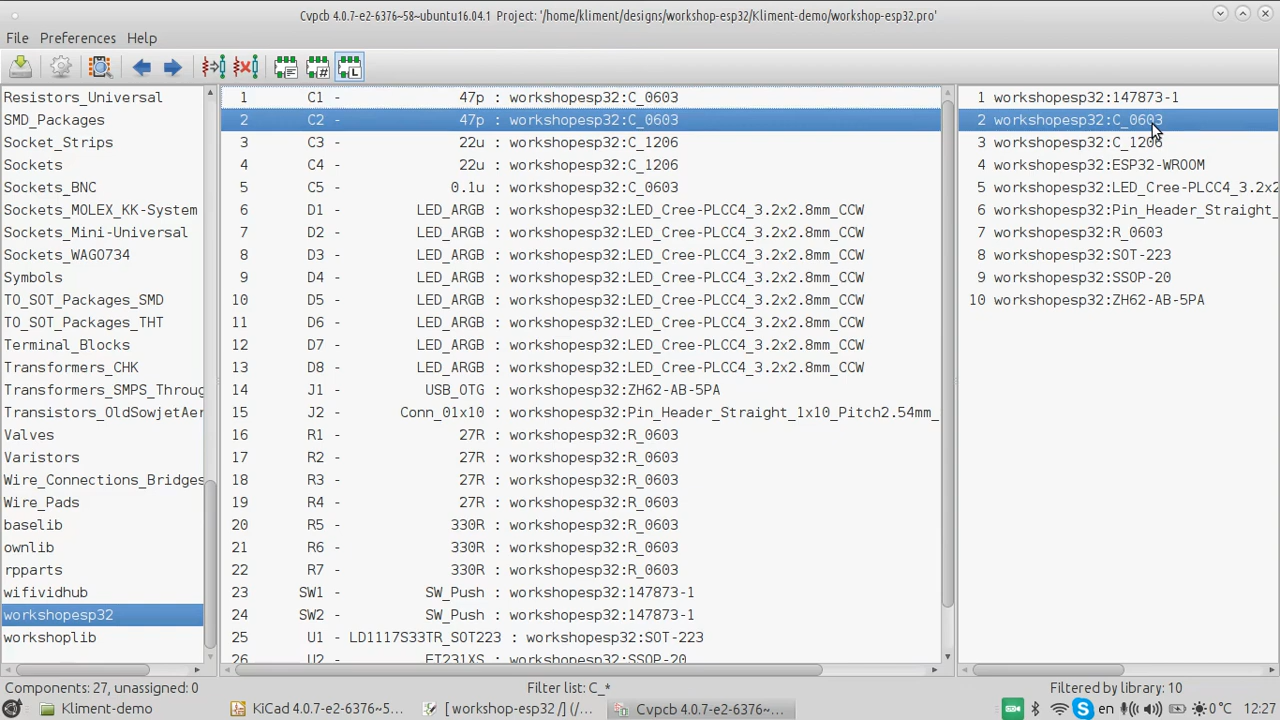 Cvpcb 4.0.7-e2-6376~58~ubuntu16.04.1  Project: '/home/kliment/designs/workshop-esp32/Kliment-demo/workshop-esp32.pro'
File Preferences Help
Resistors_Universal
SMD_Packages
Socket_Strips
Sockets
Sockets_BNC
Sockets_MOLEX_KK-System
Sockets_Mini-Universal
Sockets_WAGO734
Symbols
TO_SOT_Packages_SMD
TO_SOT_Packages_THT
Terminal_Blocks
Transformers_CHK
Transformers_SMPS_Throug
Transistors_OldSowjetAer
Valves
Varistors
Wire_Connections_Bridges
Wire_Pads
baselib
ownlib
rpparts
wifividhub
workshopesp32
workshoplib
1 C1 - 47p : workshopesp32:C_0603
2 C2 - 47p : workshopesp32:C_0603
3 C3 - 22u : workshopesp32:C_1206
4 C4 - 22u : workshopesp32:C_1206
5 C5 - 0.1u : workshopesp32:C_0603
6 D1 - LED_ARGB : workshopesp32:LED_Cree-PLCC4_3.2x2.8mm_CCW
7 D2 - LED_ARGB : workshopesp32:LED_Cree-PLCC4_3.2x2.8mm_CCW
8 D3 - LED_ARGB : workshopesp32:LED_Cree-PLCC4_3.2x2.8mm_CCW
9 D4 - LED_ARGB : workshopesp32:LED_Cree-PLCC4_3.2x2.8mm_CCW
10 D5 - LED_ARGB : workshopesp32:LED_Cree-PLCC4_3.2x2.8mm_CCW
11 D6 - LED_ARGB : workshopesp32:LED_Cree-PLCC4_3.2x2.8mm_CCW
12 D7 - LED_ARGB : workshopesp32:LED_Cree-PLCC4_3.2x2.8mm_CCW
13 D8 - LED_ARGB : workshopesp32:LED_Cree-PLCC4_3.2x2.8mm_CCW
14 J1 - USB_OTG : workshopesp32:ZH62-AB-5PA
15 J2 - Conn_01x10 : workshopesp32:Pin_Header_Straight_1x10_Pitch2.54mm_
16 R1 - 27R : workshopesp32:R_0603
17 R2 - 27R : workshopesp32:R_0603
18 R3 - 27R : workshopesp32:R_0603
19 R4 - 27R : workshopesp32:R_0603
20 R5 - 330R : workshopesp32:R_0603
21 R6 - 330R : workshopesp32:R_0603
22 R7 - 330R : workshopesp32:R_0603
23 SW1 - SW_Push : workshopesp32:147873-1
24 SW2 - SW_Push : workshopesp32:147873-1
25 U1 - LD1117S33TR_SOT223 : workshopesp32:SOT-223
26 U2 - FT231XS : workshopesp32:SSOP-20
1 workshopesp32:147873-1
2 workshopesp32:C_0603
3 workshopesp32:C_1206
4 workshopesp32:ESP32-WROOM
5 workshopesp32:LED_Cree-PLCC4_3.2x2
6 workshopesp32:Pin_Header_Straight_
7 workshopesp32:R_0603
8 workshopesp32:SOT-223
9 workshopesp32:SSOP-20
10 workshopesp32:ZH62-AB-5PA
Components: 27, unassigned: 0 Filter list: C_* Filtered by library: 10
Kliment-demo KiCad 4.0.7-e2-6376~5... [ workshop-esp32 /] (/... Cvpcb 4.0.7-e2-6376~... en 0°C 12:27